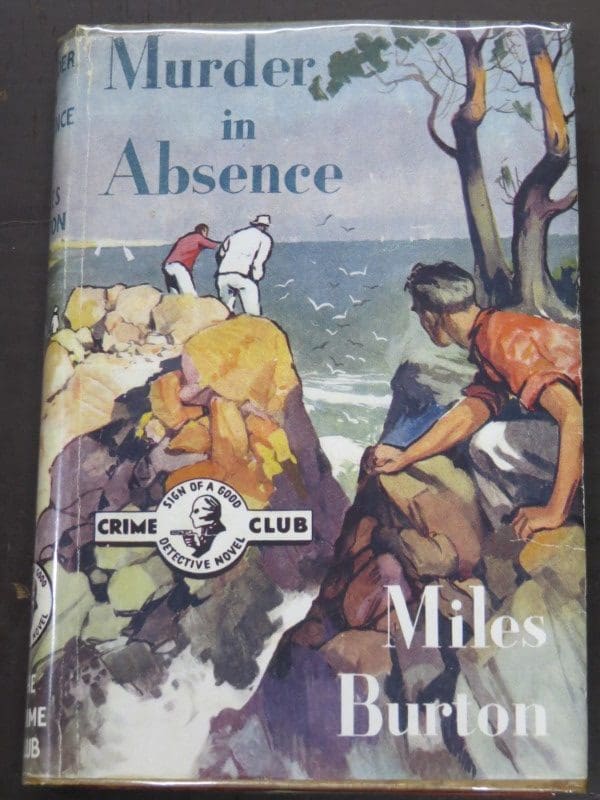 Murder
in
Absence
SIGN OF A GOOD
CRIME CLUB
DETECTIVE NOVEL
Miles
Burton